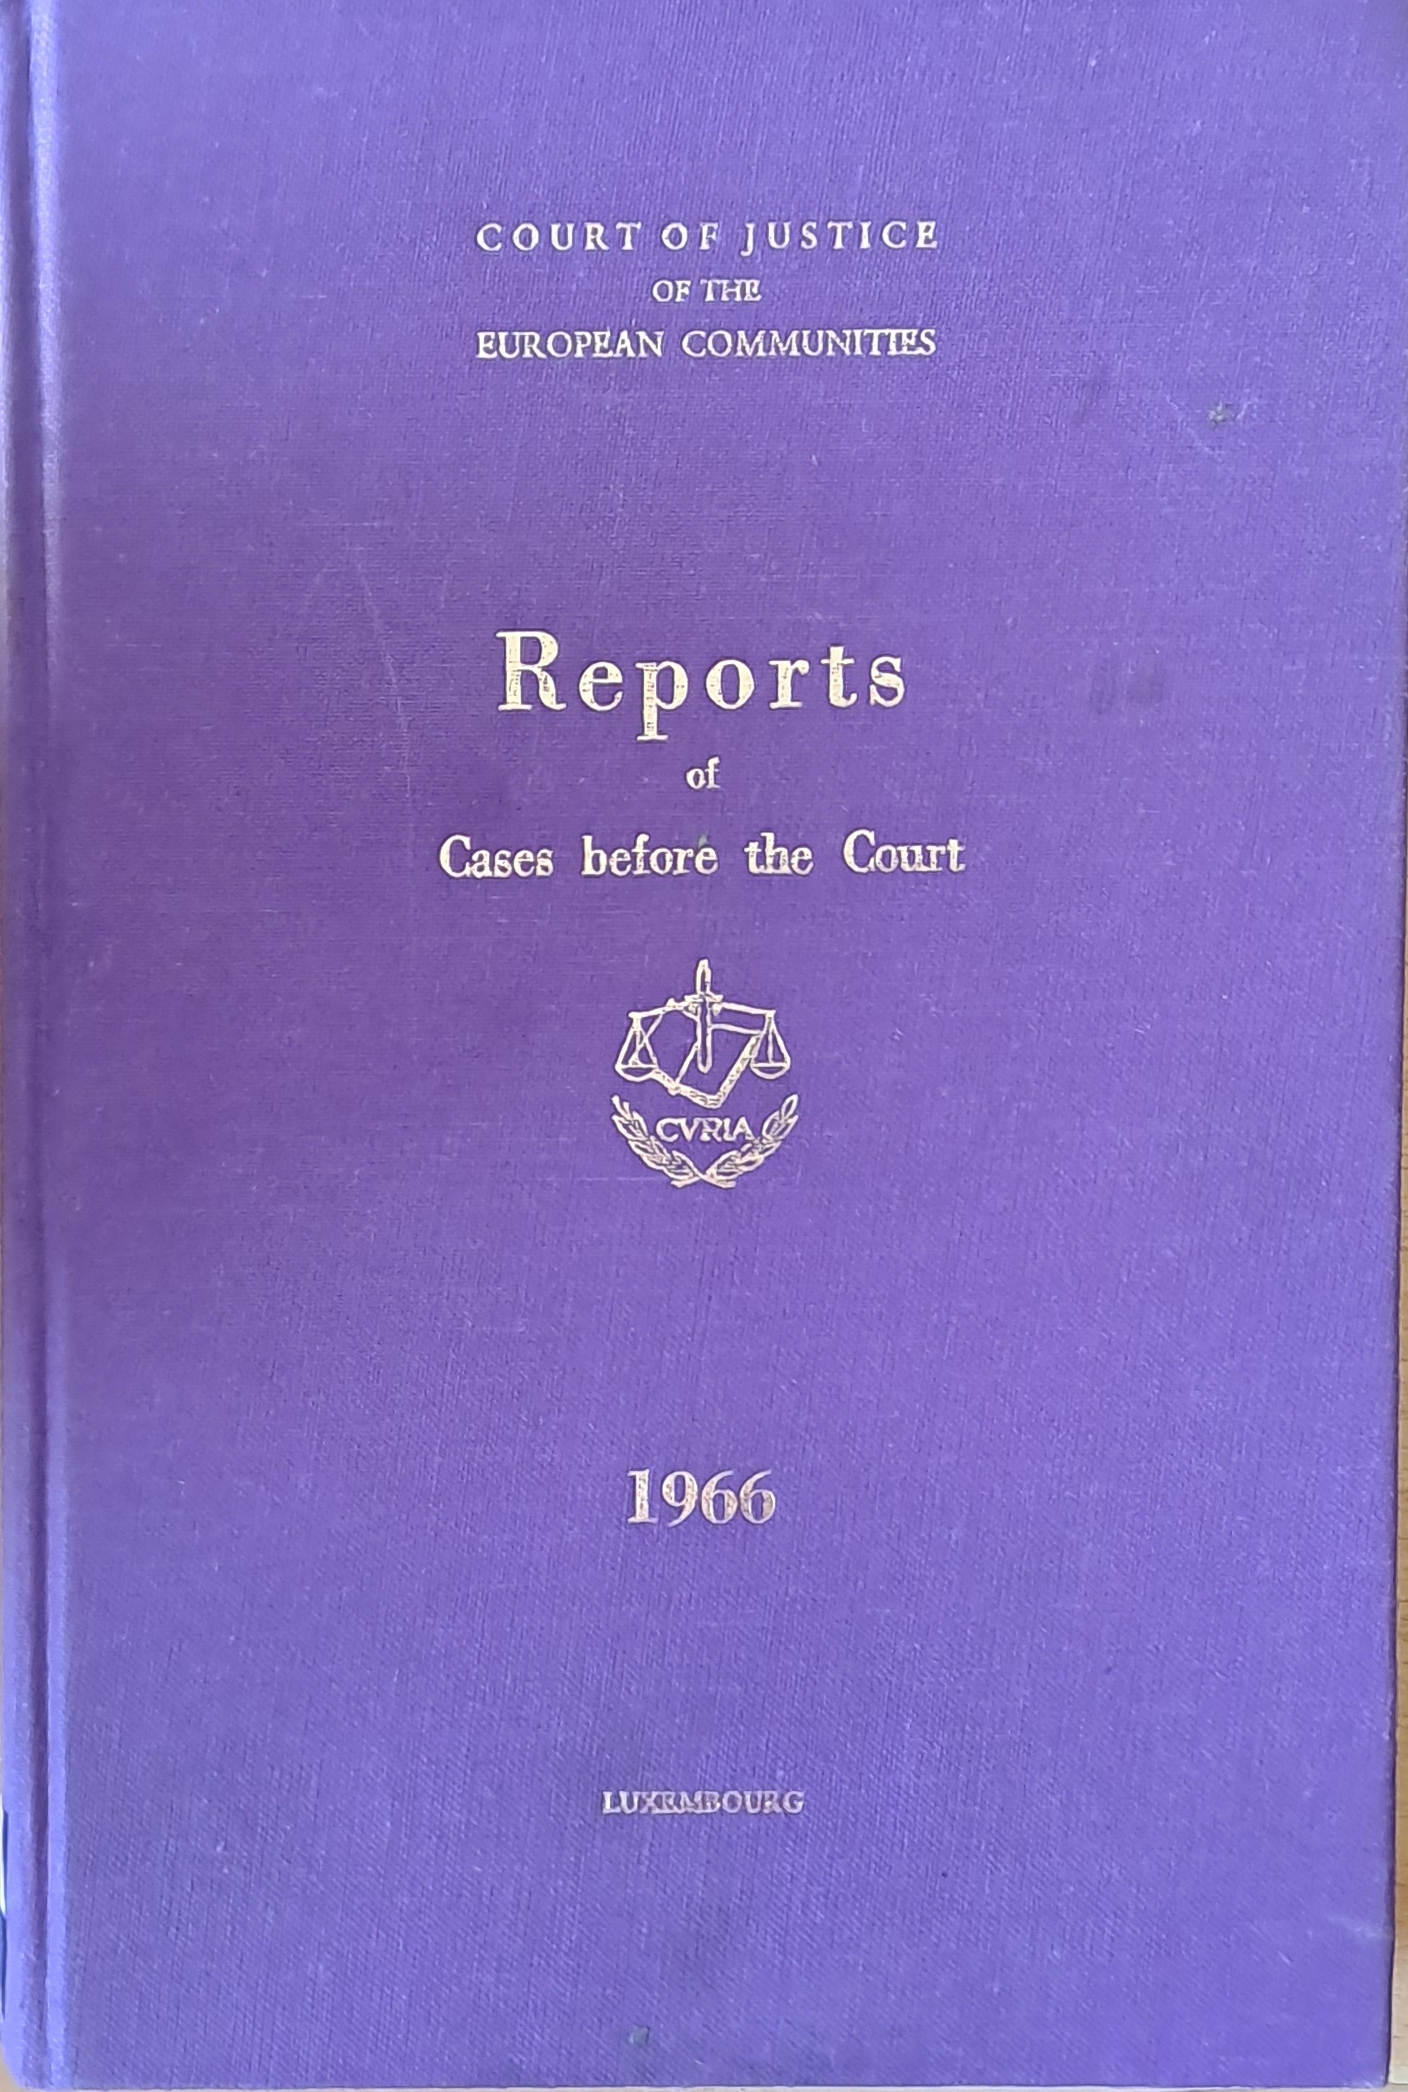 COURT OF JUSTICE
OF THE
EUROPEAN COMMUNITIES
Reports
of
Cases before the Court
CVRIA
1966
LUXEMBOURG